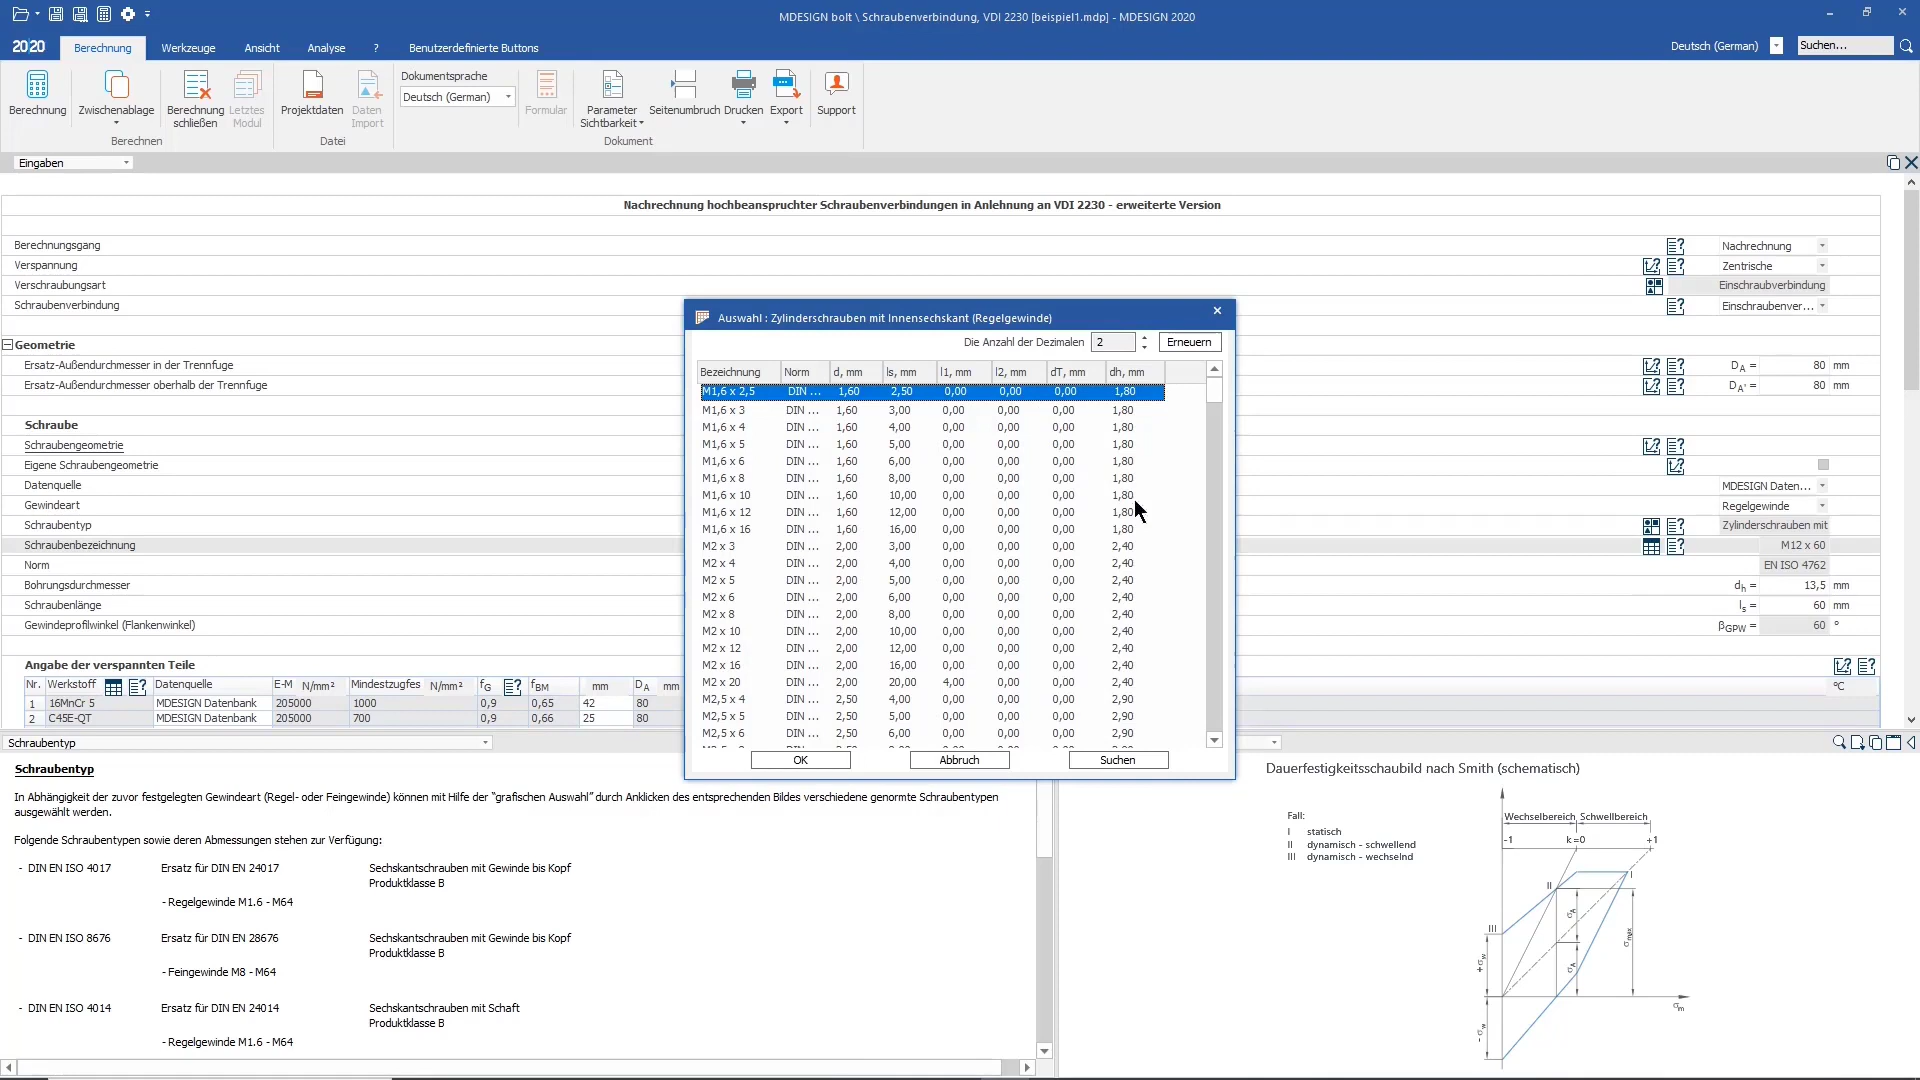 MDESIGN bolt \ Schraubenverbindung, VDI 2230 [beispiel1.mdp] - MDESIGN 2020
2020 Berechnung Werkzeuge Ansicht Analyse ? Benutzerdefinierte Buttons Deutsch (German) Suchen...
Berechnung
Zwischenablage
Berechnung schließen
Letztes Modul
Berechnen
Projektdaten
Daten Import
Datei
Dokumentsprache
Deutsch (German)
Formular
Parameter Sichtbarkeit
Seitenumbruch
Drucken
Export
Dokument
Support
Eingaben
Nachrechnung hochbeanspruchter Schraubenverbindungen in Anlehnung an VDI 2230 - erweiterte Version
Berechnungsgang Nachrechnung
Verspannung Zentrische
Verschraubungsart Einschraubverbindung
Schraubenverbindung Einschraubenver...
Geometrie
Ersatz-Außendurchmesser in der Trennfuge DA = 80 mm
Ersatz-Außendurchmesser oberhalb der Trennfuge DA' = 80 mm
Schraube
Schraubengeometrie
Eigene Schraubengeometrie
Datenquelle MDESIGN Daten...
Gewindeart Regelgewinde
Schraubentyp Zylinderschrauben mit
Schraubenbezeichnung M12 x 60
Norm EN ISO 4762
Bohrungsdurchmesser dh = 13,5 mm
Schraubenlänge ls = 60 mm
Gewindeprofilwinkel (Flankenwinkel) βGPW = 60 °
Angabe der verspannten Teile
Nr. Werkstoff Datenquelle E-M N/mm² Mindestzugfes N/mm² fG fBM mm DA mm °C
1 16MnCr 5 MDESIGN Datenbank 205000 1000 0,9 0,65 42 80
2 C45E-QT MDESIGN Datenbank 205000 700 0,9 0,66 25 80
Auswahl : Zylinderschrauben mit Innensechskant (Regelgewinde)
Die Anzahl der Dezimalen 2 Erneuern
Bezeichnung Norm d, mm ls, mm l1, mm l2, mm dT, mm dh, mm
M1,6 x 2,5 DIN ... 1,60 2,50 0,00 0,00 0,00 1,80
M1,6 x 3 DIN ... 1,60 3,00 0,00 0,00 0,00 1,80
M1,6 x 4 DIN ... 1,60 4,00 0,00 0,00 0,00 1,80
M1,6 x 5 DIN ... 1,60 5,00 0,00 0,00 0,00 1,80
M1,6 x 6 DIN ... 1,60 6,00 0,00 0,00 0,00 1,80
M1,6 x 8 DIN ... 1,60 8,00 0,00 0,00 0,00 1,80
M1,6 x 10 DIN ... 1,60 10,00 0,00 0,00 0,00 1,80
M1,6 x 12 DIN ... 1,60 12,00 0,00 0,00 0,00 1,80
M1,6 x 16 DIN ... 1,60 16,00 0,00 0,00 0,00 1,80
M2 x 3 DIN ... 2,00 3,00 0,00 0,00 0,00 2,40
M2 x 4 DIN ... 2,00 4,00 0,00 0,00 0,00 2,40
M2 x 5 DIN ... 2,00 5,00 0,00 0,00 0,00 2,40
M2 x 6 DIN ... 2,00 6,00 0,00 0,00 0,00 2,40
M2 x 8 DIN ... 2,00 8,00 0,00 0,00 0,00 2,40
M2 x 10 DIN ... 2,00 10,00 0,00 0,00 0,00 2,40
M2 x 12 DIN ... 2,00 12,00 0,00 0,00 0,00 2,40
M2 x 16 DIN ... 2,00 16,00 0,00 0,00 0,00 2,40
M2 x 20 DIN ... 2,00 20,00 4,00 0,00 0,00 2,40
M2,5 x 4 DIN ... 2,50 4,00 0,00 0,00 0,00 2,90
M2,5 x 5 DIN ... 2,50 5,00 0,00 0,00 0,00 2,90
M2,5 x 6 DIN ... 2,50 6,00 0,00 0,00 0,00 2,90
OK Abbruch Suchen
Schraubentyp
Schraubentyp
In Abhängigkeit der zuvor festgelegten Gewindeart (Regel- oder Feingewinde) können mit Hilfe der "grafischen Auswahl" durch Anklicken des entsprechenden Bildes verschiedene genormte Schraubentypen
ausgewählt werden.
Folgende Schraubentypen sowie deren Abmessungen stehen zur Verfügung:
- DIN EN ISO 4017 Ersatz für DIN EN 24017 Sechskantschrauben mit Gewinde bis Kopf
Produktklasse B
- Regelgewinde M1.6 - M64
- DIN EN ISO 8676 Ersatz für DIN EN 28676 Sechskantschrauben mit Gewinde bis Kopf
Produktklasse B
- Feingewinde M8 - M64
- DIN EN ISO 4014 Ersatz für DIN EN 24014 Sechskantschrauben mit Schaft
Produktklasse B
- Regelgewinde M1.6 - M64
Dauerfestigkeitsschaubild nach Smith (schematisch)
Fall:
I statisch
II dynamisch - schwellend
III dynamisch - wechselnd
Wechselbereich Schwellbereich
-1 k=0 +1
I
II
III
σA
σA
σmax
+σw
-σw
σm